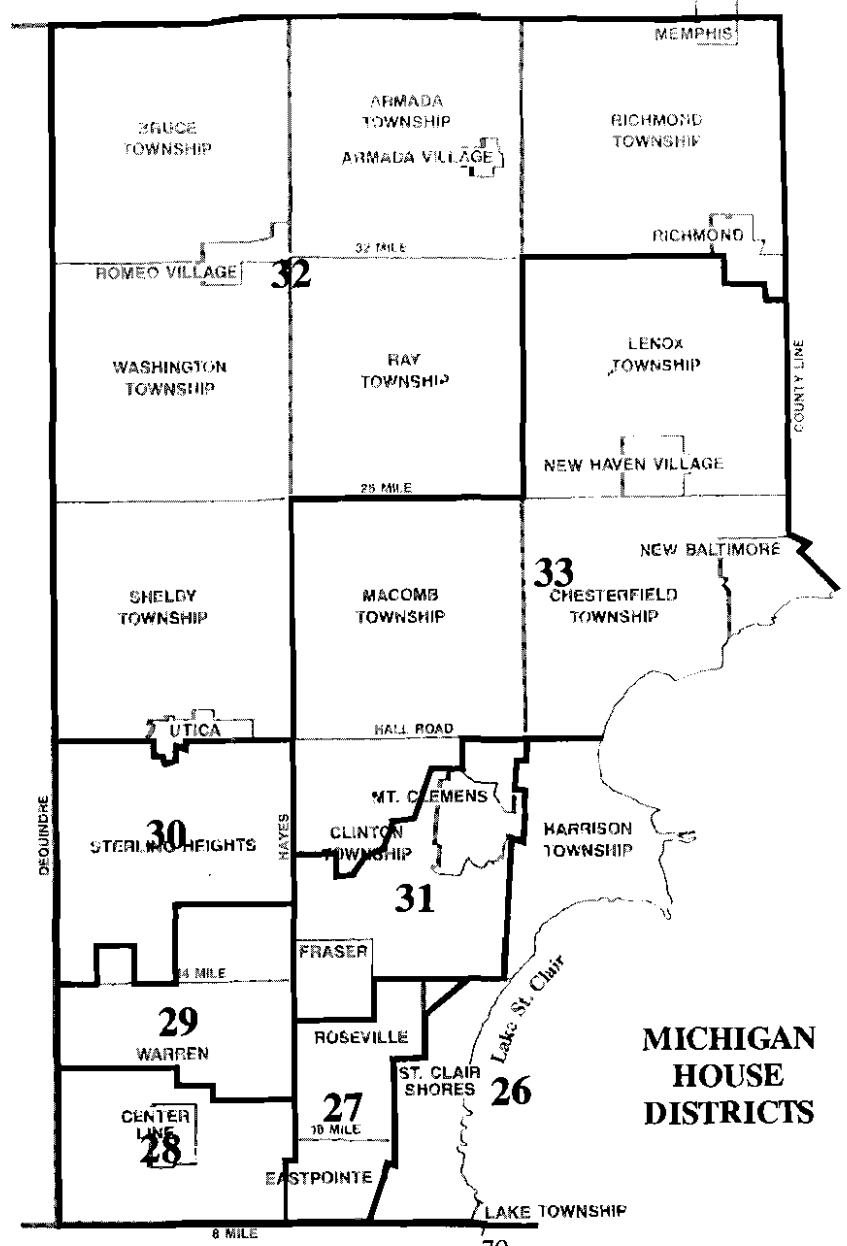 MEMPHIS
ARMADA
TOWNSHIP
BRUCE
TOWNSHIP
RICHMOND
TOWNSHIP
ARMADA VILLAGE
RICHMOND
32 MILE
ROMEO VILLAGE
32
LENOX
TOWNSHIP
WASHINGTON
TOWNSHIP
RAY
TOWNSHIP
COUNTY LINE
NEW HAVEN VILLAGE
25 MILE
NEW BALTIMORE
33
SHELBY
TOWNSHIP
MACOMB
TOWNSHIP
CHESTERFIELD
TOWNSHIP
UTICA
HALL ROAD
MT. CLEMENS
DEQUINDRE
30
STERLING HEIGHTS
HAYES
CLINTON
TOWNSHIP
HARRISON
TOWNSHIP
31
FRASER
14 MILE
Lake St. Clair
29
WARREN
ROSEVILLE
MICHIGAN
HOUSE
DISTRICTS
ST. CLAIR
SHORES
26
27
CENTER
LINE
28
10 MILE
EASTPOINTE
LAKE TOWNSHIP
8 MILE